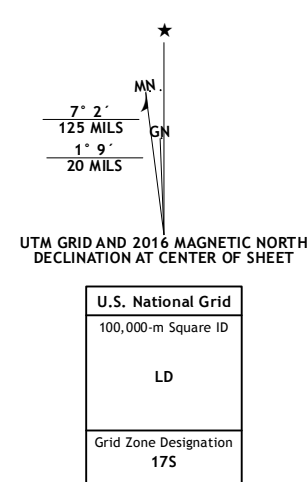 ★
MN
7° 2´
125 MILS
GN
1° 9´
20 MILS
UTM GRID AND 2016 MAGNETIC NORTH
DECLINATION AT CENTER OF SHEET
U.S. National Grid
100,000-m Square ID
LD
Grid Zone Designation
17S